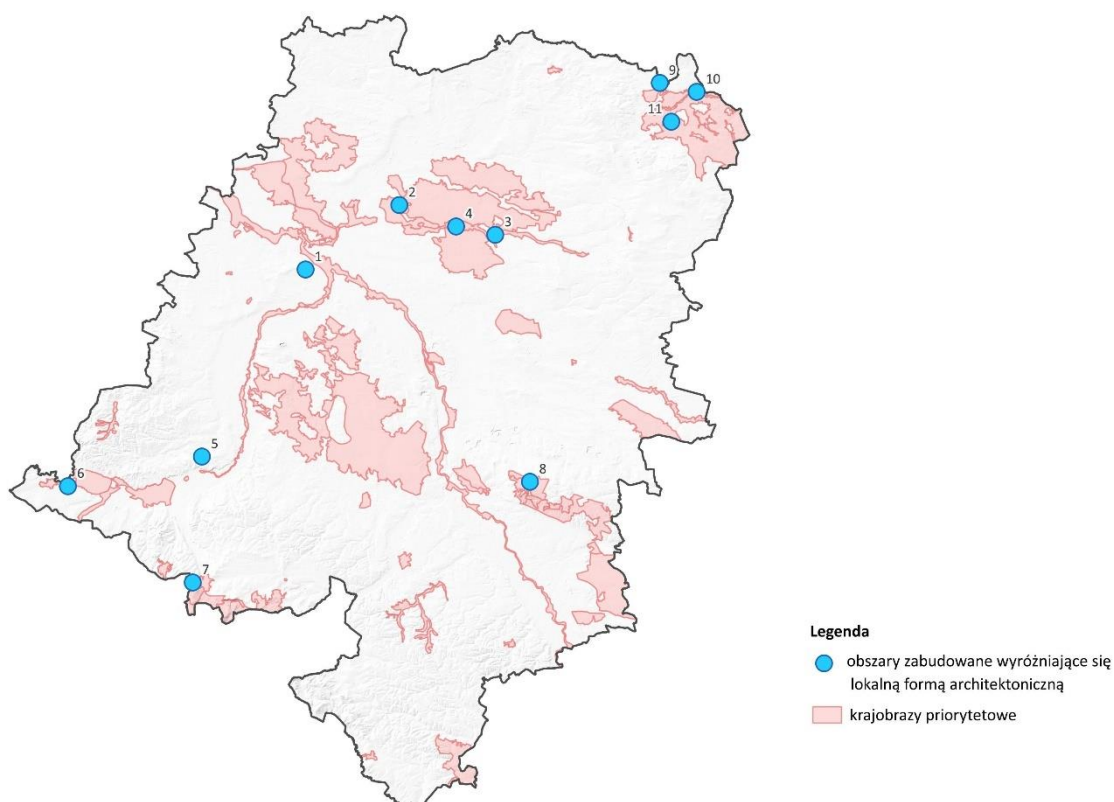 9
10
11
2
4
3
1
5
6
8
7
Legenda
obszary zabudowane wyróżniające się
lokalną formą architektoniczną
krajobrazy priorytetowe